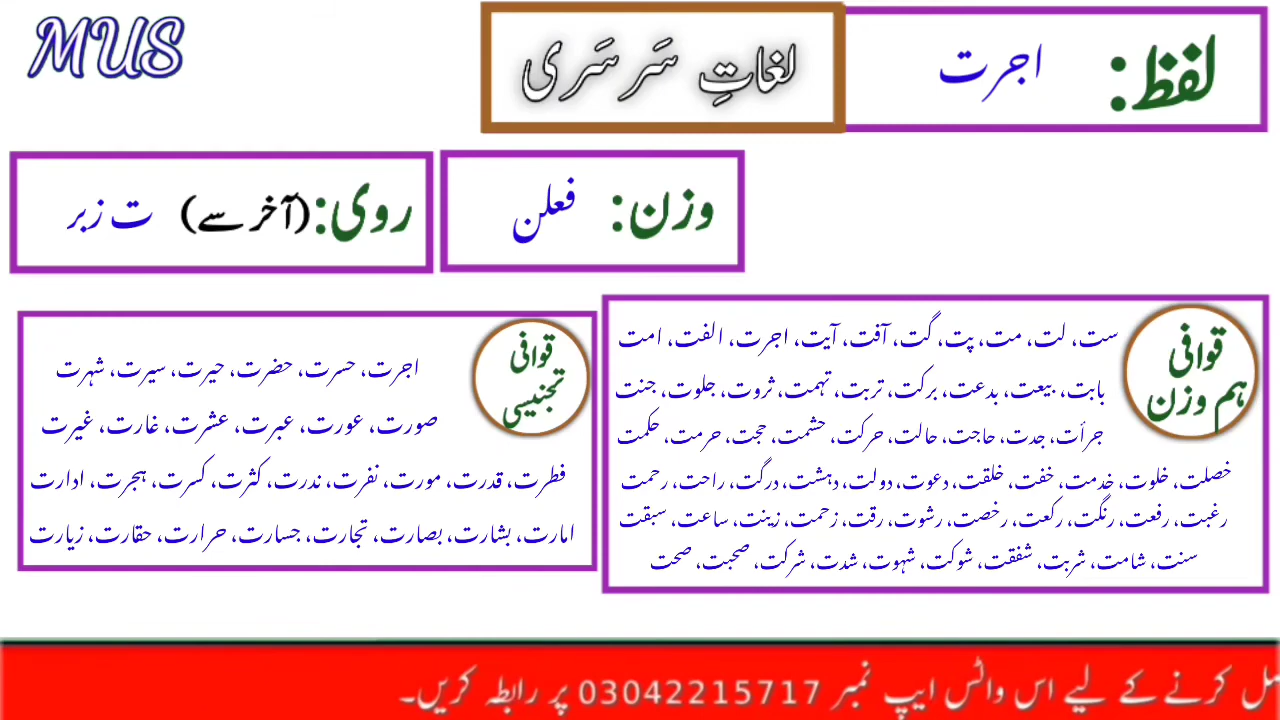 MUS
لغاتِ سَرسَری
لفظ: اجرت
وزن: فعلن
روی: (آخر سے) ت زبر
قوافی
ہم وزن
ست، لت، مت، پت، گت، آفت، آیت، اجرت، الفت، امت
بابت، بیعت، بدعت، برکت، تربت، تہمت، ثروت، جلوت، جنت
جرأت، جدت، حاجت، حالت، حرکت، حشمت، حجت، حرمت، حکمت
خصلت، خلوت، خدمت، خفت، خلقت، دعوت، دولت، دہشت، درگت، راحت، رحمت
رغبت، رفعت، رنگت، رکعت، رخصت، رشوت، رقت، زحمت، زینت، ساعت، سبقت
سنت، شامت، شربت، شفقت، شوکت، شہوت، شدت، شرکت، صحبت، صحت
قوافی
تجنیسی
اجرت، حسرت، حضرت، حیرت، سیرت، شہرت
صورت، عورت، عبرت، عشرت، غارت، غیرت
فطرت، قدرت، مورت، نفرت، ندرت، کثرت، کسرت، ہجرت، ادارت
امارت، بشارت، بصارت، تجارت، جسارت، حرارت، حقارت، زیارت
کرنے کے لیے اس واٹس ایپ نمبر 03042215717 پر رابطہ کریں۔